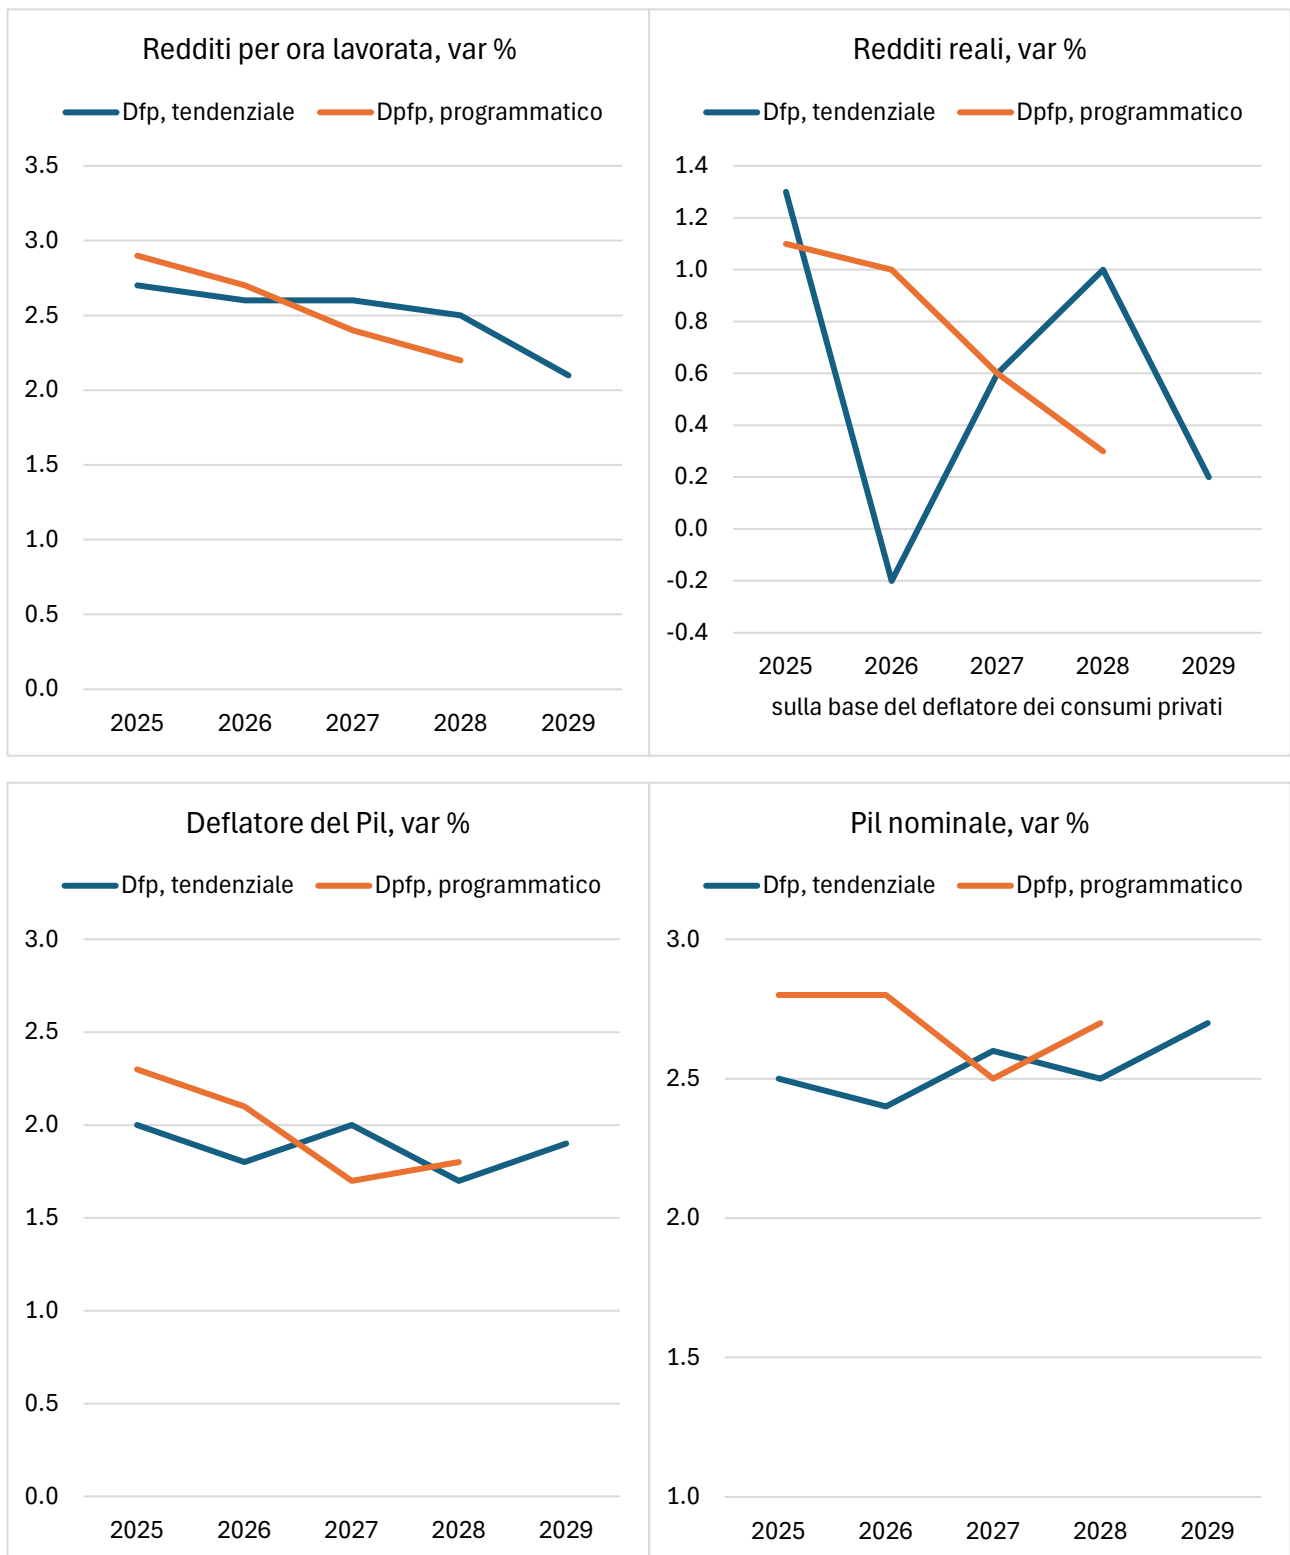 Redditi per ora lavorata, var %
Dfp, tendenziale Dpfp, programmatico
3.5
3.0
2.5
2.0
1.5
1.0
0.5
0.0
2025 2026 2027 2028 2029
Redditi reali, var %
Dfp, tendenziale Dpfp, programmatico
1.4
1.2
1.0
0.8
0.6
0.4
0.2
0.0
-0.2
-0.4
2025 2026 2027 2028 2029
sulla base del deflatore dei consumi privati
Deflatore del Pil, var %
Dfp, tendenziale Dpfp, programmatico
3.0
2.5
2.0
1.5
1.0
0.5
0.0
2025 2026 2027 2028 2029
Pil nominale, var %
Dfp, tendenziale Dpfp, programmatico
3.0
2.5
2.0
1.5
1.0
2025 2026 2027 2028 2029